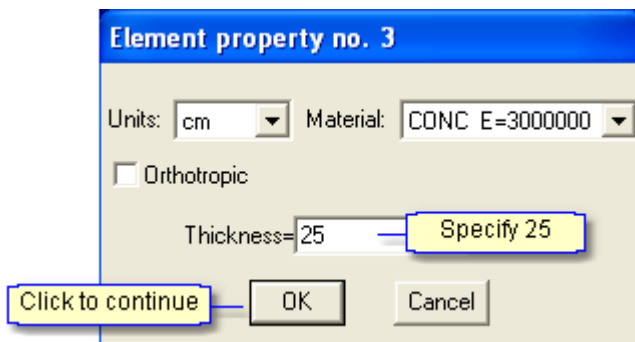 Element property no. 3
Units: cm Material: CONC E=3000000
Orthotropic
Thickness= 25 Specify 25
Click to continue OK Cancel